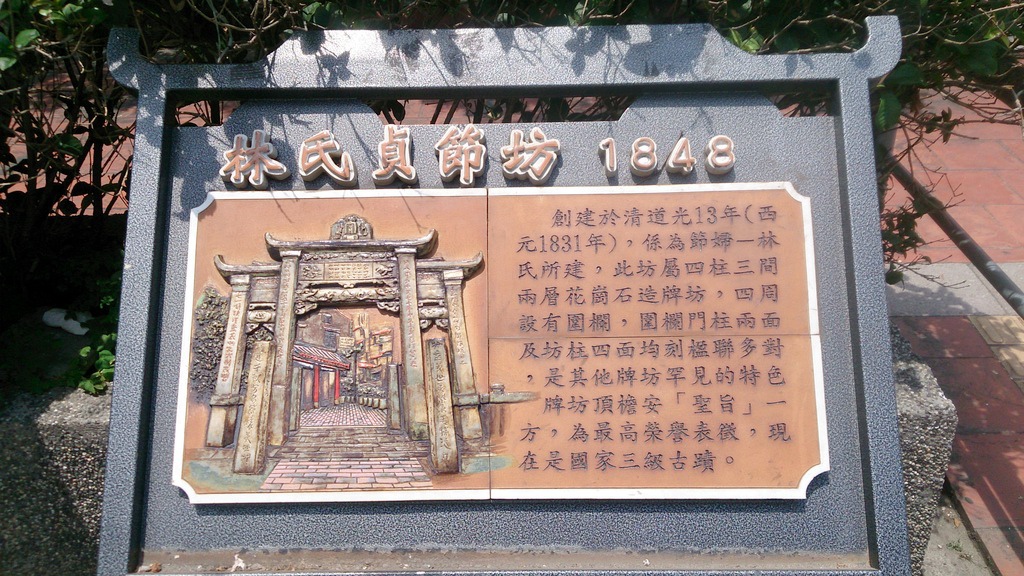 林氏貞節坊 1848
創建於清道光13年(西
元1831年)，係為節婦一林
氏所建，此坊屬四柱三間
兩層花崗石造牌坊，四周
設有圍欄，圍欄門柱兩面
及坊柱四面均刻楹聯多對
，是其他牌坊罕見的特色
牌坊頂檐安「聖旨」一
方，為最高榮譽表徵，現
在是國家三級古蹟。